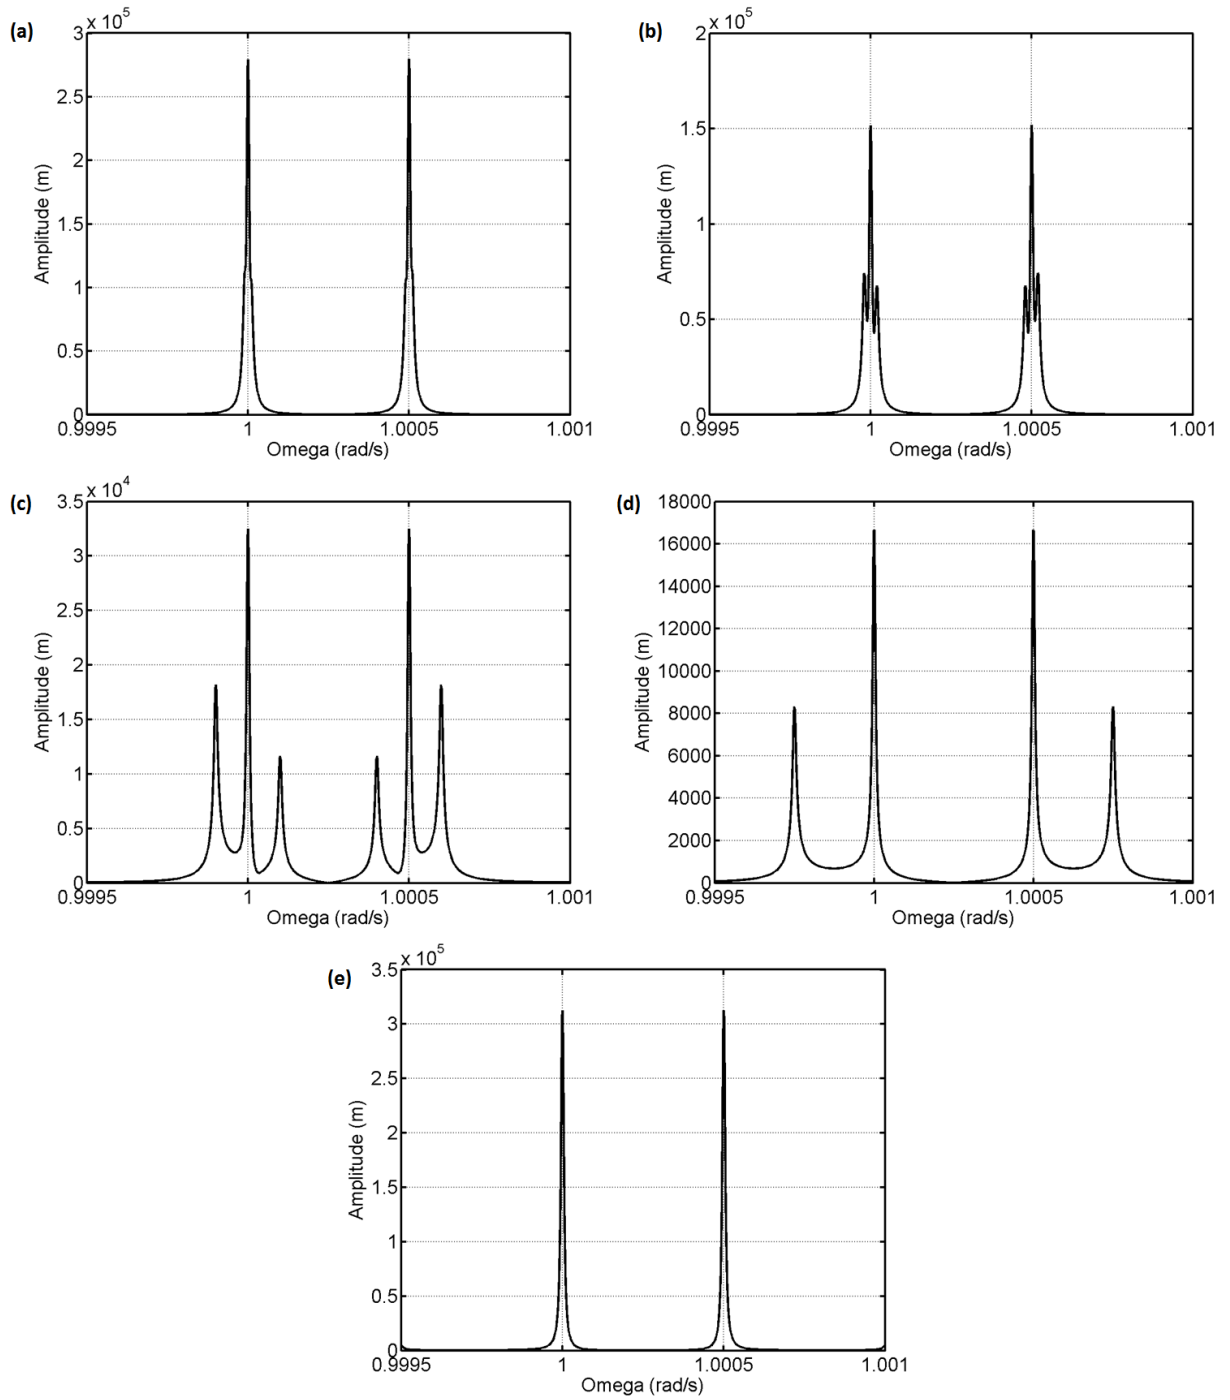 (a)
x 10^5
3
2.5
2
1.5
1
0.5
0
Amplitude (m)
0.9995 1 1.0005 1.001
Omega (rad/s)
(b)
x 10^5
2
1.5
1
0.5
0
Amplitude (m)
0.9995 1 1.0005 1.001
Omega (rad/s)
(c)
x 10^4
3.5
3
2.5
2
1.5
1
0.5
0
Amplitude (m)
0.9995 1 1.0005 1.001
Omega (rad/s)
(d)
18000
16000
14000
12000
10000
8000
6000
4000
2000
0
Amplitude (m)
0.9995 1 1.0005 1.001
Omega (rad/s)
(e)
x 10^5
3.5
3
2.5
2
1.5
1
0.5
0
Amplitude (m)
0.9995 1 1.0005 1.001
Omega (rad/s)